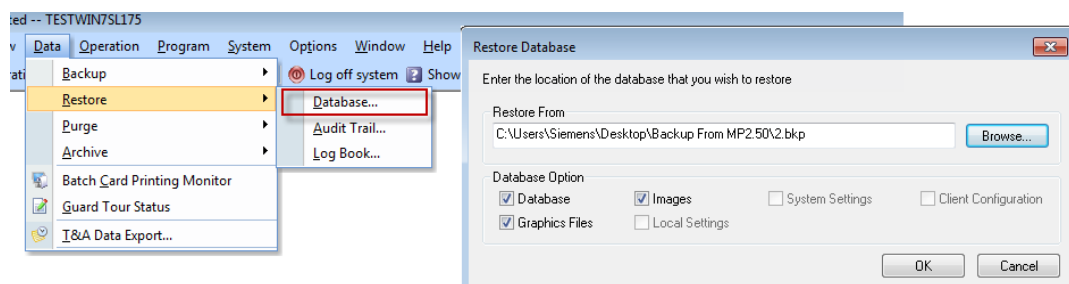 ted -- TESTWIN7SL175
v Data Operation Program System Options Window Help
rati Log off system ? Show
Backup
Restore
Purge
Archive
Batch Card Printing Monitor
Guard Tour Status
T&A Data Export...
Database...
Audit Trail...
Log Book...
Restore Database
Enter the location of the database that you wish to restore
Restore From
C:\Users\Siemens\Desktop\Backup From MP2.50\2.bkp Browse...
Database Option
Database Images System Settings Client Configuration
Graphics Files Local Settings
OK Cancel